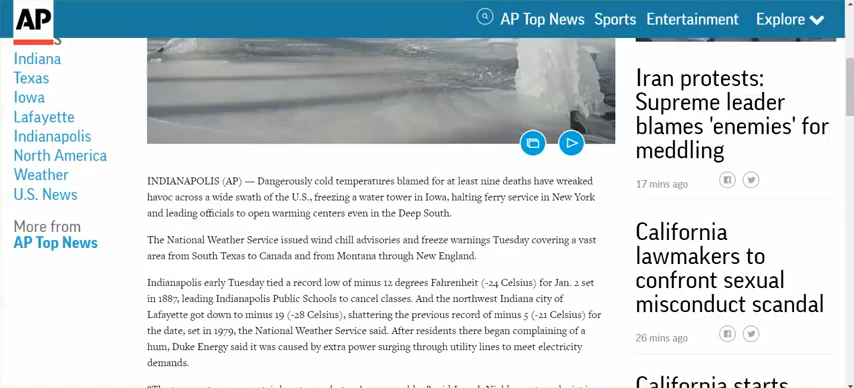 AP
AP Top News Sports Entertainment Explore
S
Indiana
Texas
Iowa
Lafayette
Indianapolis
North America
Weather
U.S. News
More from
AP Top News
INDIANAPOLIS (AP) — Dangerously cold temperatures blamed for at least nine deaths have wreaked
havoc across a wide swath of the U.S., freezing a water tower in Iowa, halting ferry service in New York
and leading officials to open warming centers even in the Deep South.
The National Weather Service issued wind chill advisories and freeze warnings Tuesday covering a vast
area from South Texas to Canada and from Montana through New England.
Indianapolis early Tuesday tied a record low of minus 12 degrees Fahrenheit (-24 Celsius) for Jan. 2 set
in 1887, leading Indianapolis Public Schools to cancel classes. And the northwest Indiana city of
Lafayette got down to minus 19 (-28 Celsius), shattering the previous record of minus 5 (-21 Celsius) for
the date, set in 1979, the National Weather Service said. After residents there began complaining of a
hum, Duke Energy said it was caused by extra power surging through utility lines to meet electricity
demands.
Iran protests:
Supreme leader
blames 'enemies' for
meddling
17 mins ago
California
lawmakers to
confront sexual
misconduct scandal
26 mins ago
California starts